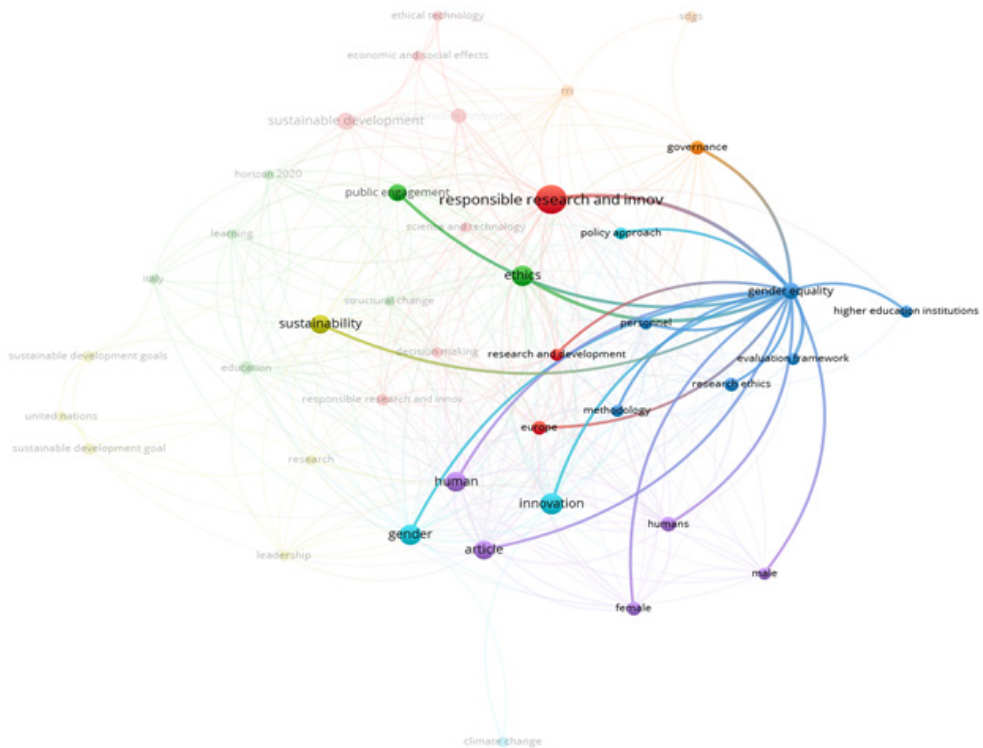 ethical technology
sdgs
economic and social effects
rri
sustainable development
governance
horizon 2020
public engagement
responsible research and innov
science and technology
policy approach
learning
ethics
italy
gender equality
structural change
higher education institutions
sustainability
personnel
decision making
research and development
sustainable development goals
evaluation framework
education
research ethics
responsible research and innov
methodology
united nations
europe
sustainable development goal
research
human
innovation
humans
gender
article
leadership
male
female
climate change